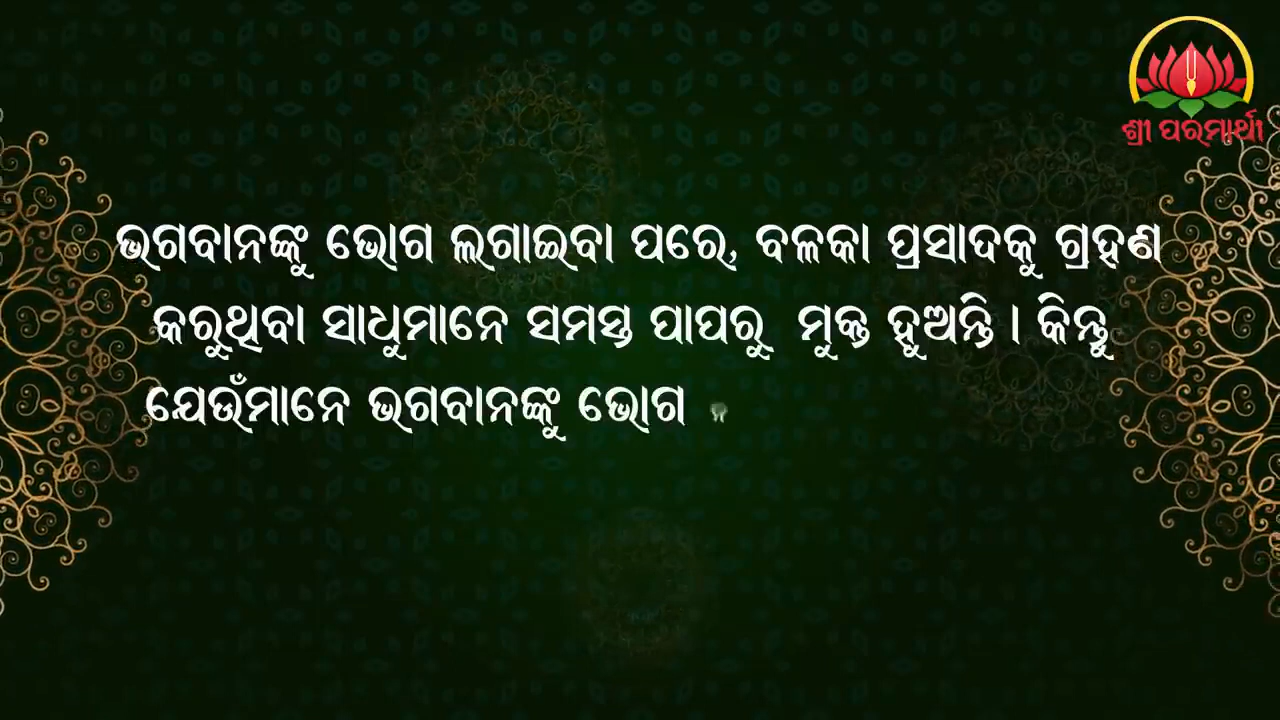 ଶ୍ରୀ ପରମାର୍ଥୀ
ଭଗବାନଙ୍କୁ ଭୋଗ ଲଗାଇବା ପରେ, ବଳକା ପ୍ରସାଦକୁ ଗ୍ରହଣ
କରୁଥିବା ସାଧୁମାନେ ସମସ୍ତ ପାପରୁ ମୁକ୍ତ ହୁଅନ୍ତି । କିନ୍ତୁ
ଯେଉଁମାନେ ଭଗବାନଙ୍କୁ ଭୋଗ